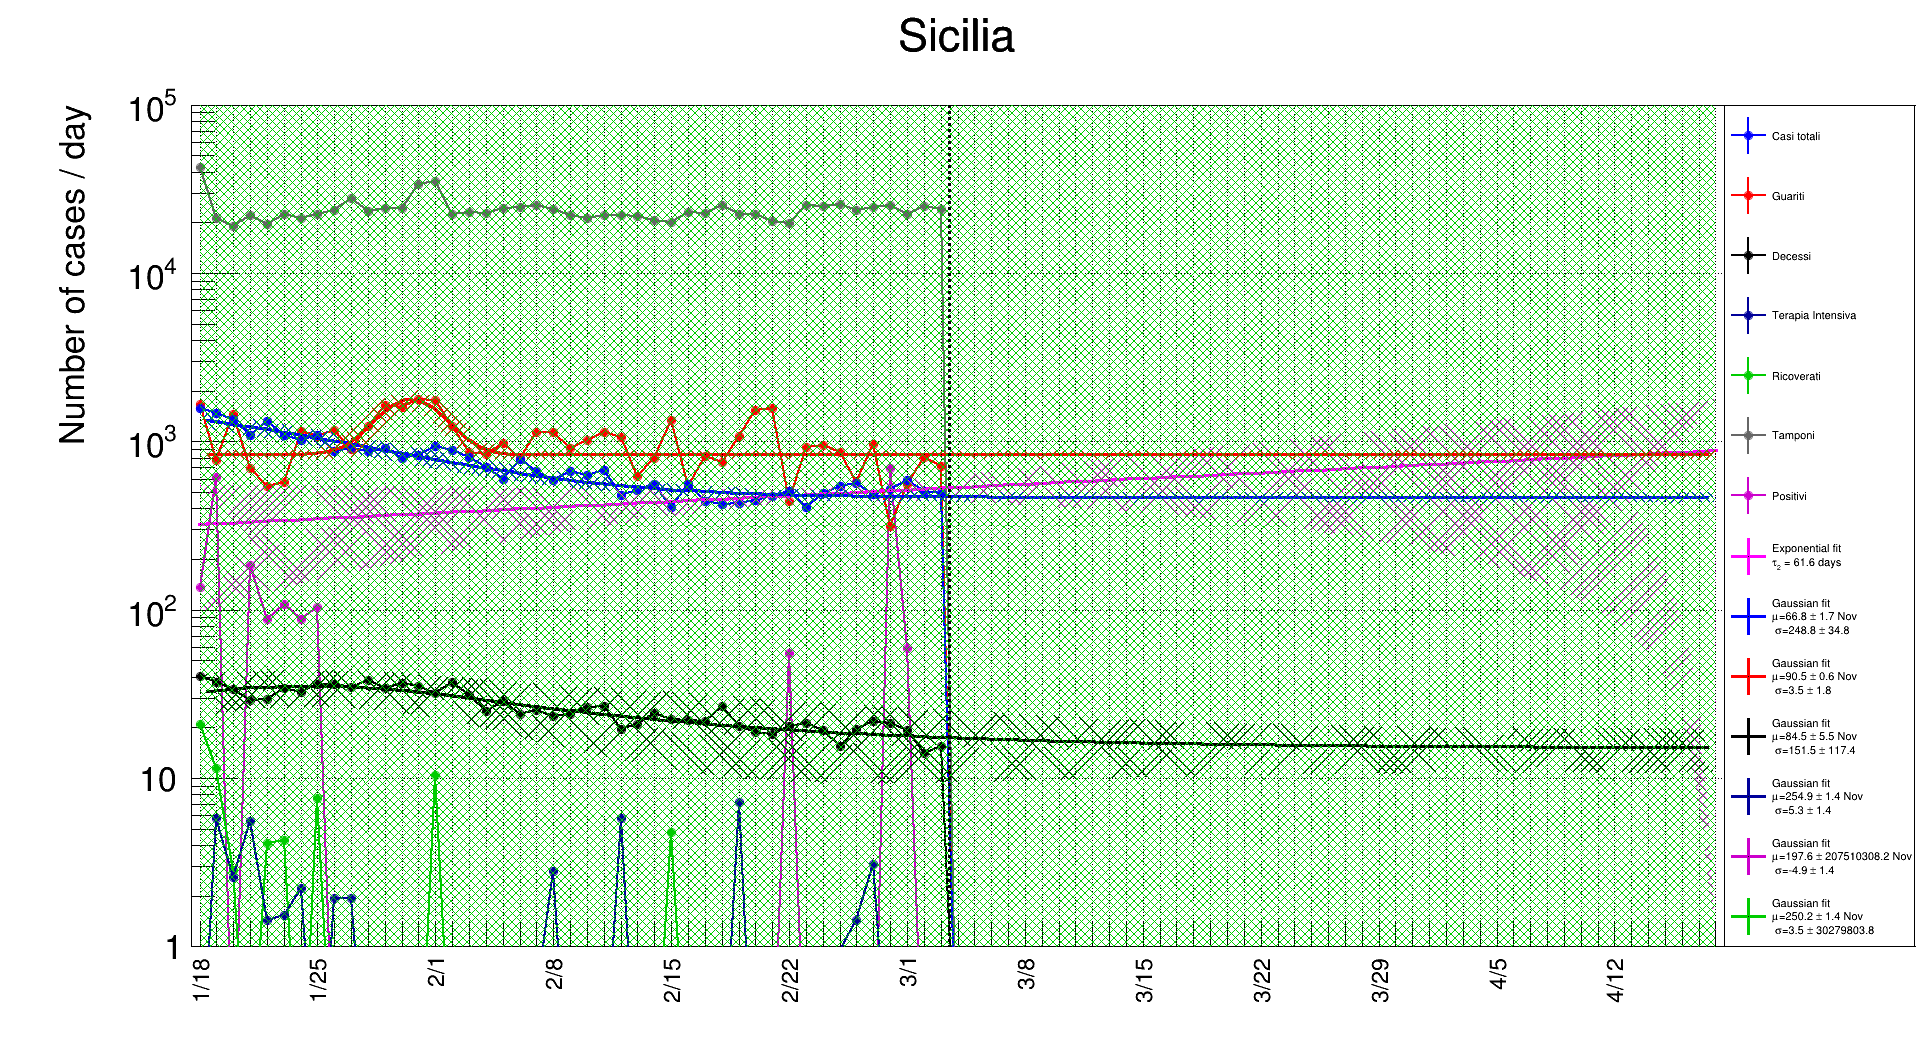 Sicilia
Number of cases / day
10^5
10^4
10^3
10^2
10
1
1/18
1/25
2/1
2/8
2/15
2/22
3/1
3/8
3/15
3/22
3/29
4/5
4/12
Casi totali
Guariti
Decessi
Terapia Intensiva
Ricoverati
Tamponi
Positivi
Exponential fit
τ₂ = 61.6 days
Gaussian fit
μ=66.8 ± 1.7 Nov
σ=248.8 ± 34.8
Gaussian fit
μ=90.5 ± 0.6 Nov
σ=3.5 ± 1.8
Gaussian fit
μ=84.5 ± 5.5 Nov
σ=151.5 ± 117.4
Gaussian fit
μ=254.9 ± 1.4 Nov
σ=5.3 ± 1.4
Gaussian fit
μ=197.6 ± 207510308.2 Nov
σ=-4.9 ± 1.4
Gaussian fit
μ=250.2 ± 1.4 Nov
σ=3.5 ± 30279803.8